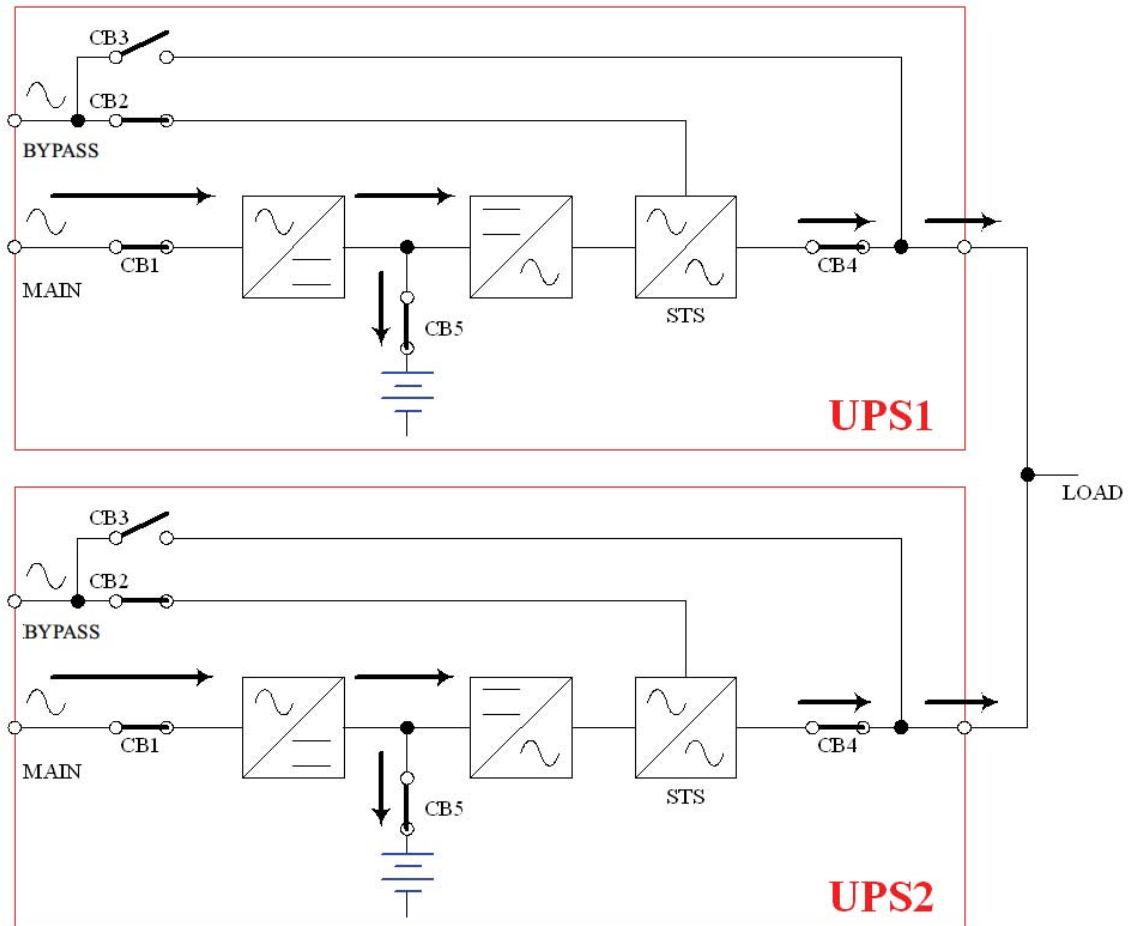 CB3
CB2
BYPASS
MAIN
CB1
CB5
STS
CB4
UPS1
LOAD
CB3
CB2
BYPASS
MAIN
CB1
CB5
STS
CB4
UPS2